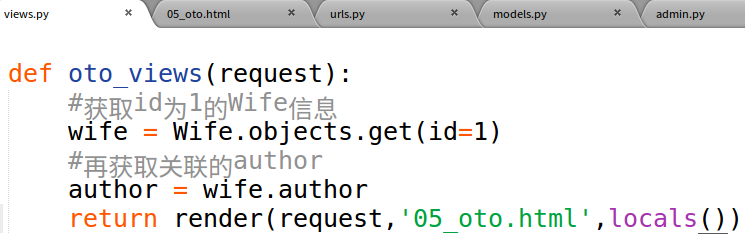 views.py × 05_oto.html × urls.py × models.py × admin.py
def oto_views(request):
    #获取id为1的Wife信息
    wife = Wife.objects.get(id=1)
    #再获取关联的author
    author = wife.author
    return render(request,'05_oto.html',locals())